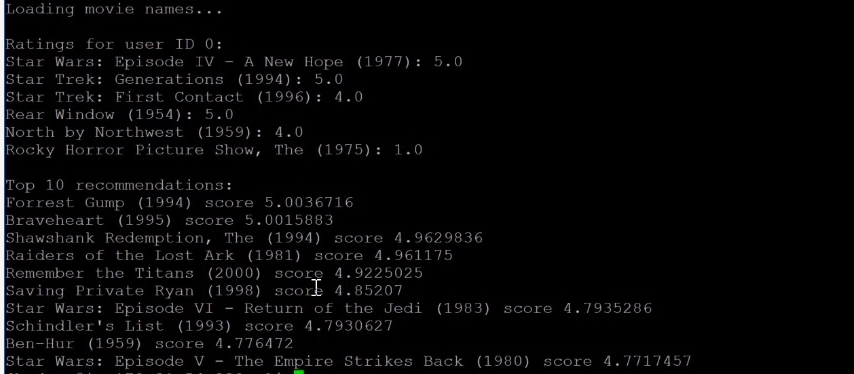 Loading movie names...
Ratings for user ID 0:
Star Wars: Episode IV - A New Hope (1977): 5.0
Star Trek: Generations (1994): 5.0
Star Trek: First Contact (1996): 4.0
Rear Window (1954): 5.0
North by Northwest (1959): 4.0
Rocky Horror Picture Show, The (1975): 1.0
Top 10 recommendations:
Forrest Gump (1994) score 5.0036716
Braveheart (1995) score 5.0015883
Shawshank Redemption, The (1994) score 4.9629836
Raiders of the Lost Ark (1981) score 4.961175
Remember the Titans (2000) score 4.9225025
Saving Private Ryan (1998) score 4.85207
Star Wars: Episode VI - Return of the Jedi (1983) score 4.7935286
Schindler's List (1993) score 4.7930627
Ben-Hur (1959) score 4.776472
Star Wars: Episode V - The Empire Strikes Back (1980) score 4.7717457